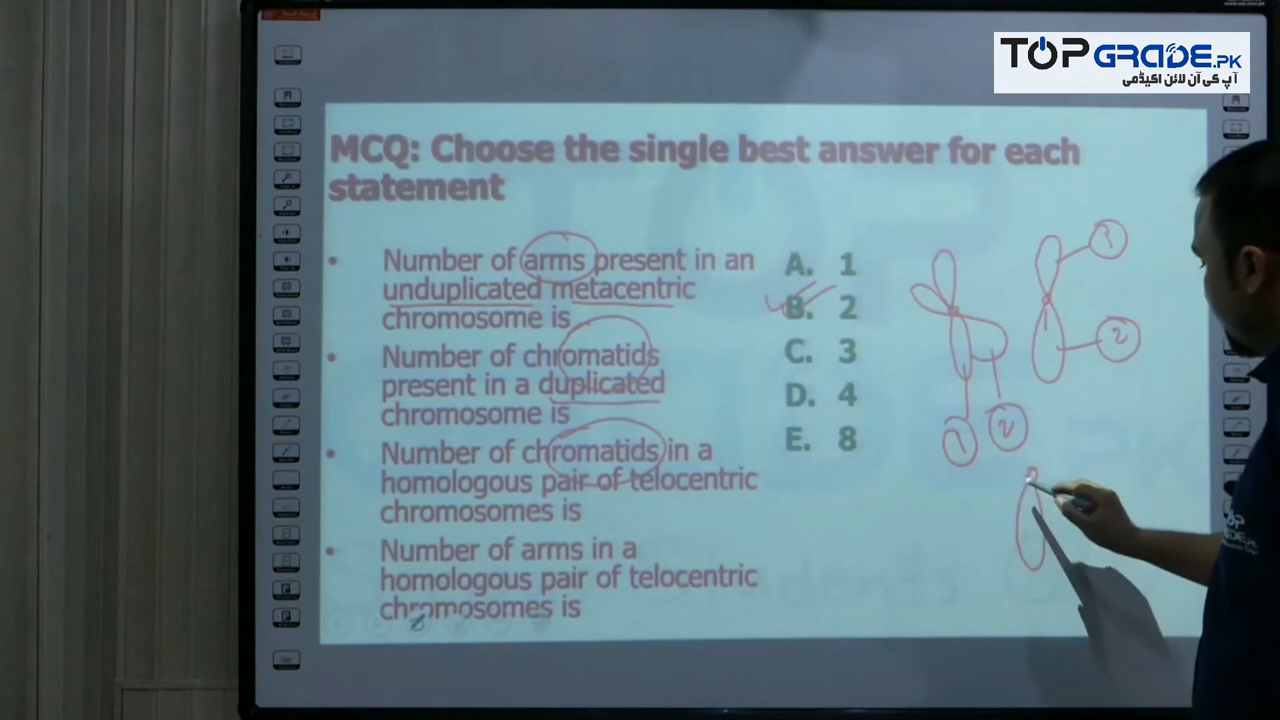 TOPGRADE.PK
آپ کی آن لائن اکیڈمی
MCQ: Choose the single best answer for each
statement
• Number of arms present in an
unduplicated metacentric
chromosome is
• Number of chromatids
present in a duplicated
chromosome is
• Number of chromatids in a
homologous pair of telocentric
chromosomes is
• Number of arms in a
homologous pair of telocentric
chromosomes is
A. 1
B. 2
C. 3
D. 4
E. 8
1
2
1
2